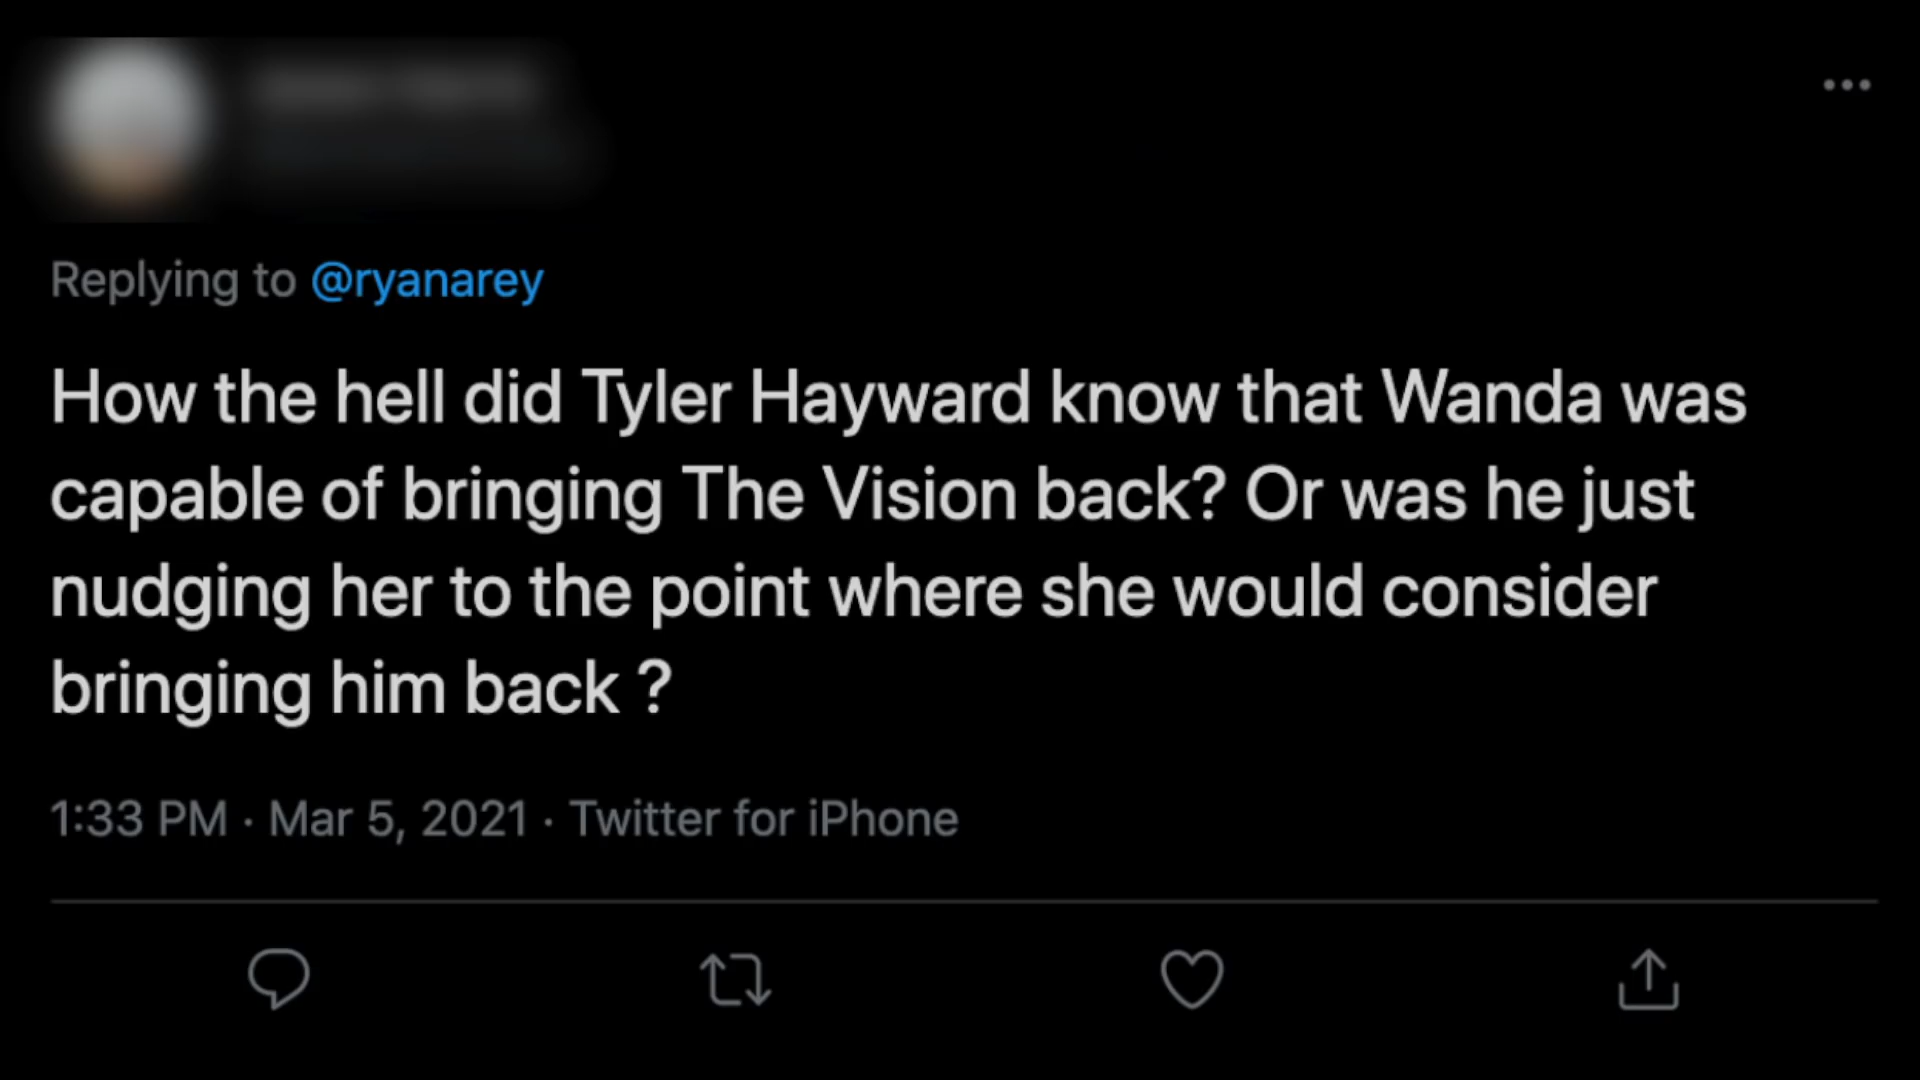 Replying to @ryanarey
How the hell did Tyler Hayward know that Wanda was
capable of bringing The Vision back? Or was he just
nudging her to the point where she would consider
bringing him back ?
1:33 PM · Mar 5, 2021 · Twitter for iPhone